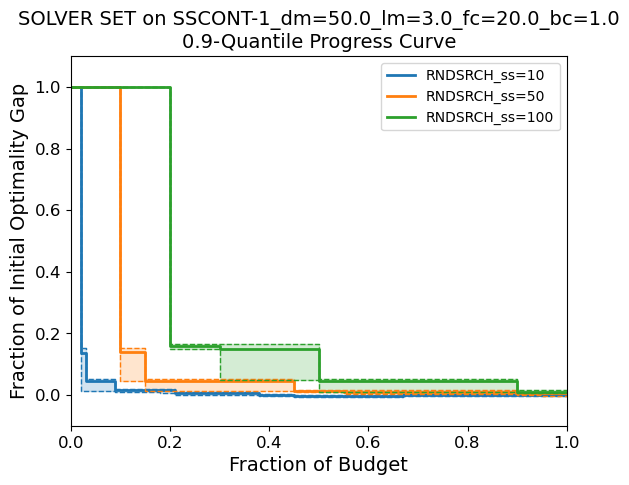 SOLVER SET on SSCONT-1_dm=50.0_lm=3.0_fc=20.0_bc=1.0
0.9-Quantile Progress Curve
RNDSRCH_ss=10
RNDSRCH_ss=50
RNDSRCH_ss=100
Fraction of Initial Optimality Gap
1.0
0.8
0.6
0.4
0.2
0.0
0.0 0.2 0.4 0.6 0.8 1.0
Fraction of Budget